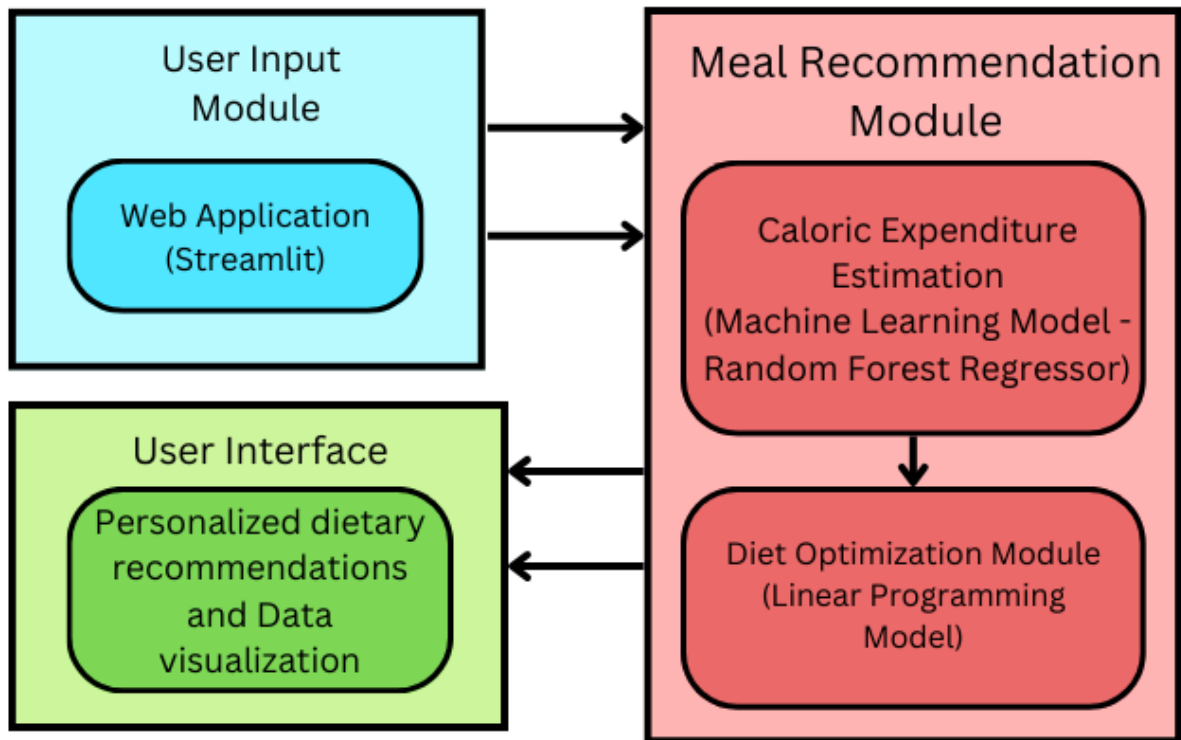 User Input
Module
Web Application
(Streamlit)
Meal Recommendation
Module
Caloric Expenditure
Estimation
(Machine Learning Model -
Random Forest Regressor)
Diet Optimization Module
(Linear Programming
Model)
User Interface
Personalized dietary
recommendations
and Data
visualization